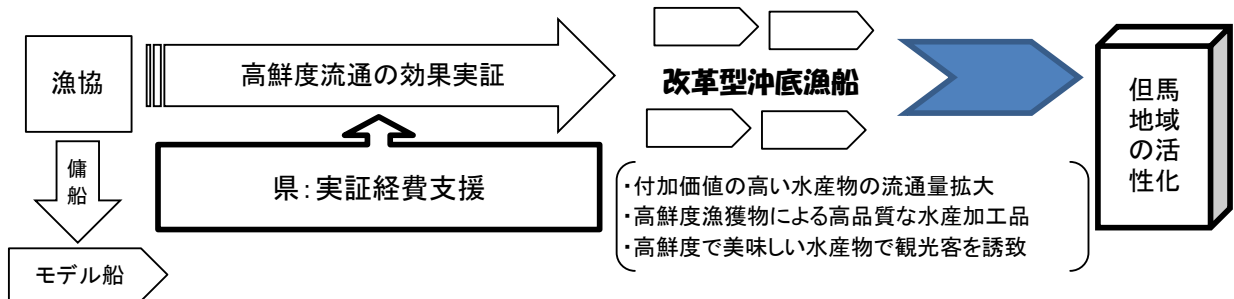 漁協
高鮮度流通の効果実証
改革型沖底漁船
但馬
地域
の活
性化
傭
船
県：実証経費支援
・付加価値の高い水産物の流通量拡大
・高鮮度漁獲物による高品質な水産加工品
・高鮮度で美味しい水産物で観光客を誘致
モデル船